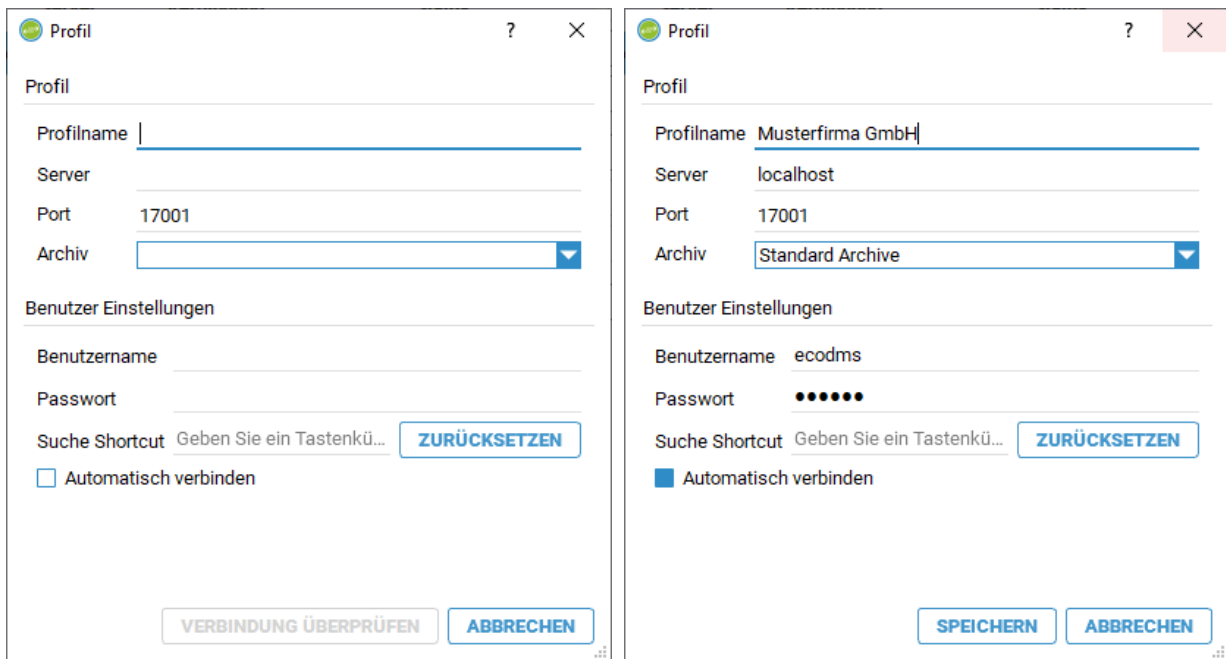 Profil ? ×
Profil
Profilname
Server
Port 17001
Archiv
Benutzer Einstellungen
Benutzername
Passwort
Suche Shortcut Geben Sie ein Tastenkü... ZURÜCKSETZEN
Automatisch verbinden
VERBINDUNG ÜBERPRÜFEN ABBRECHEN
Profil ? ×
Profil
Profilname Musterfirma GmbH
Server localhost
Port 17001
Archiv Standard Archive
Benutzer Einstellungen
Benutzername ecodms
Passwort ●●●●●●
Suche Shortcut Geben Sie ein Tastenkü... ZURÜCKSETZEN
Automatisch verbinden
SPEICHERN ABBRECHEN